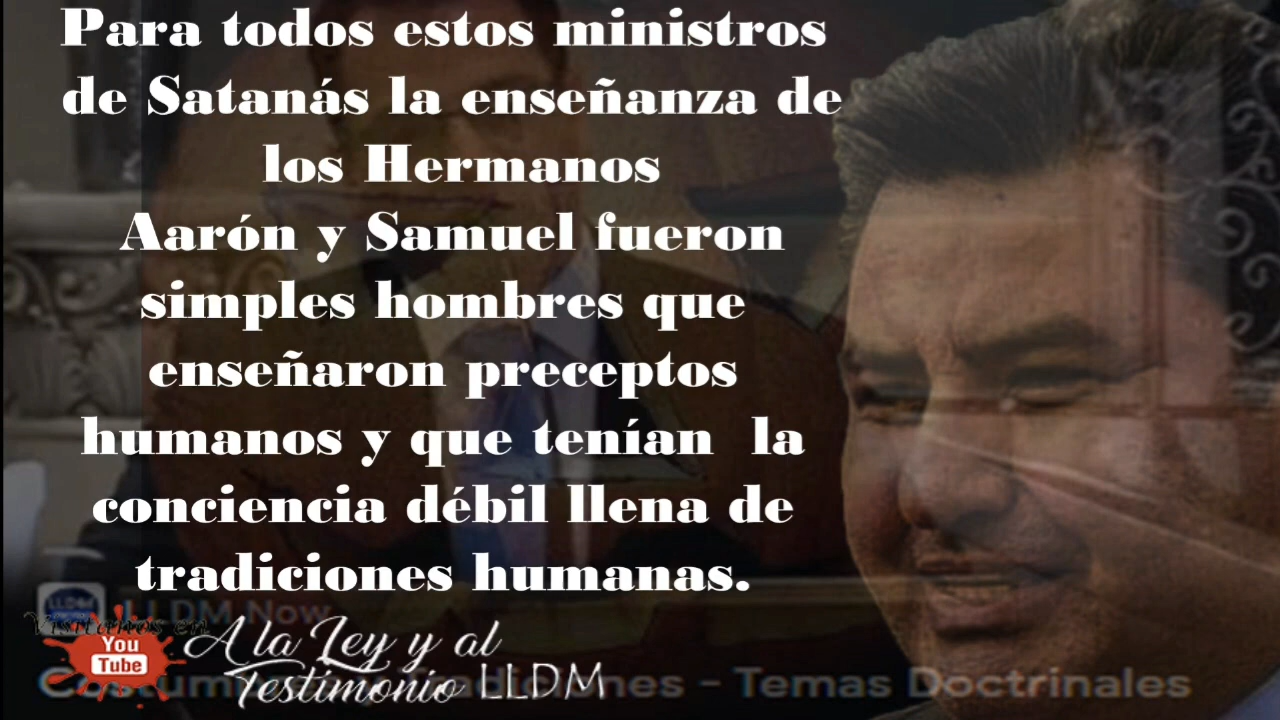 Para todos estos ministros
de Satanás la enseñanza de
los Hermanos
Aarón y Samuel fueron
simples hombres que
enseñaron preceptos
humanos y que tenían la
conciencia débil llena de
tradiciones humanas.
LLDM Now
Visitanos en
You
Tube
A la Ley y al
Testimonio LLDM
- Temas Doctrinales